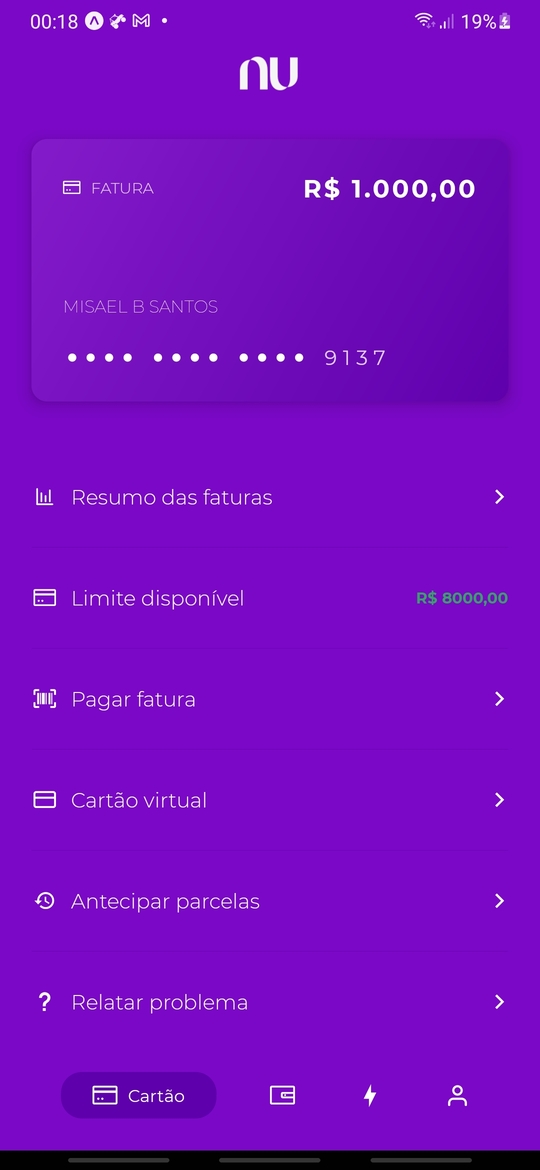 00:18
19%
nu
FATURA
R$ 1.000,00
MISAEL B SANTOS
•••• •••• •••• 9137
Resumo das faturas
Limite disponível
R$ 8000,00
Pagar fatura
Cartão virtual
Antecipar parcelas
? Relatar problema
Cartão